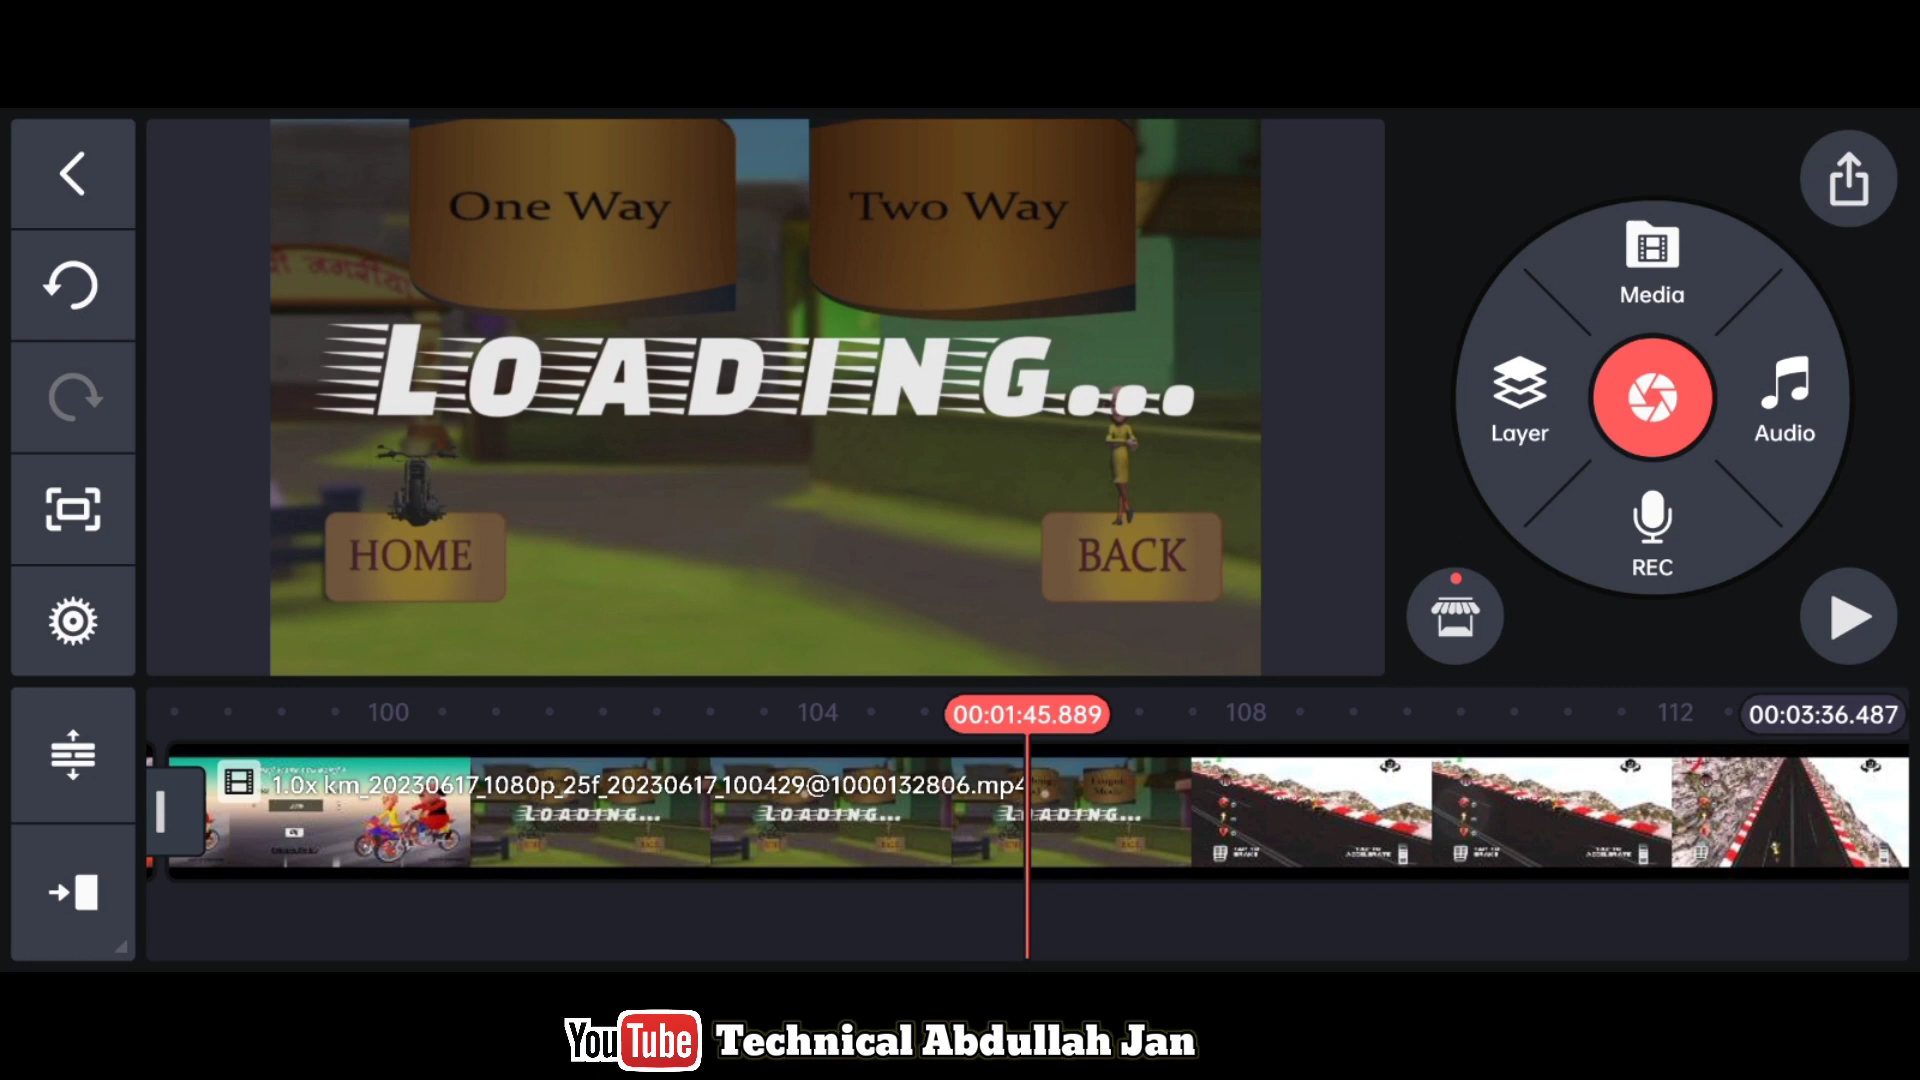 One Way
Two Way
LOADING...
HOME
BACK
Media
Layer
Audio
REC
100
104
00:01:45.889
108
112
00:03:36.487
1.0x km_20230617_1080p_25f_20230617_100429@1000132806.mp4
LOADING...
LOADING...
LOADING...
YouTube Technical Abdullah Jan